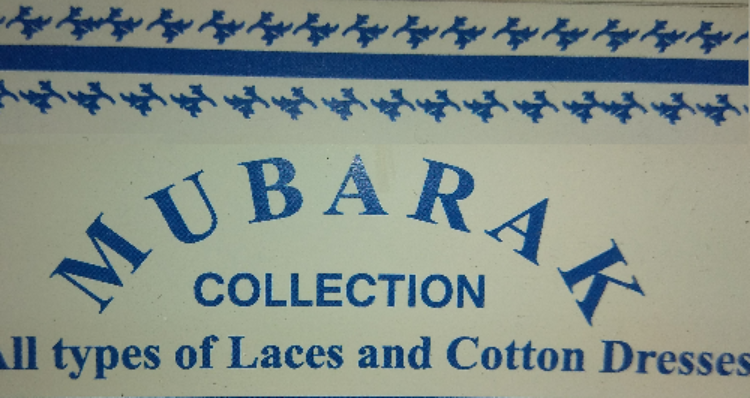 MUBARAK
COLLECTION
All types of Laces and Cotton Dresses